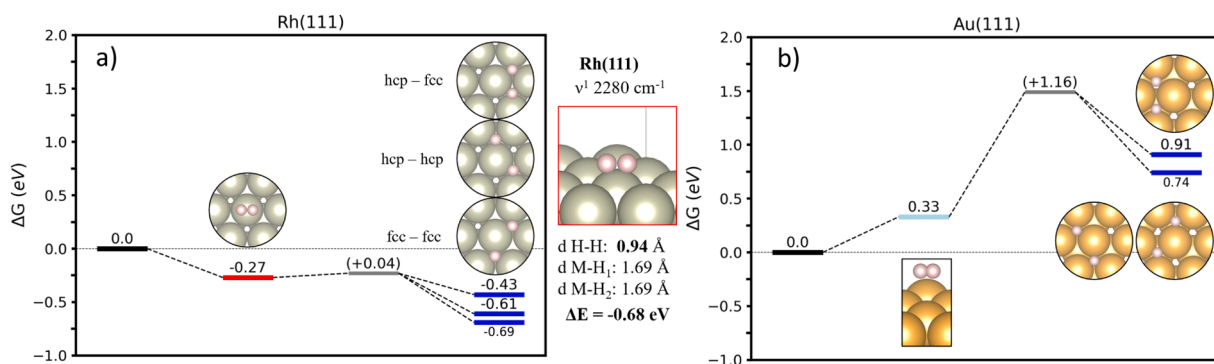 Rh(111)
a)
ΔG (eV)
2.0
1.5
1.0
0.5
0.0
−0.5
−1.0
0.0
-0.27
(+0.04)
-0.43
-0.61
-0.69
hcp – fcc
hcp – hcp
fcc – fcc
Rh(111)
ν¹ 2280 cm⁻¹
d H-H: 0.94 Å
d M-H₁: 1.69 Å
d M-H₂: 1.69 Å
ΔE = -0.68 eV
Au(111)
b)
ΔG (eV)
2.0
1.5
1.0
0.5
0.0
−0.5
−1.0
0.0
0.33
(+1.16)
0.91
0.74